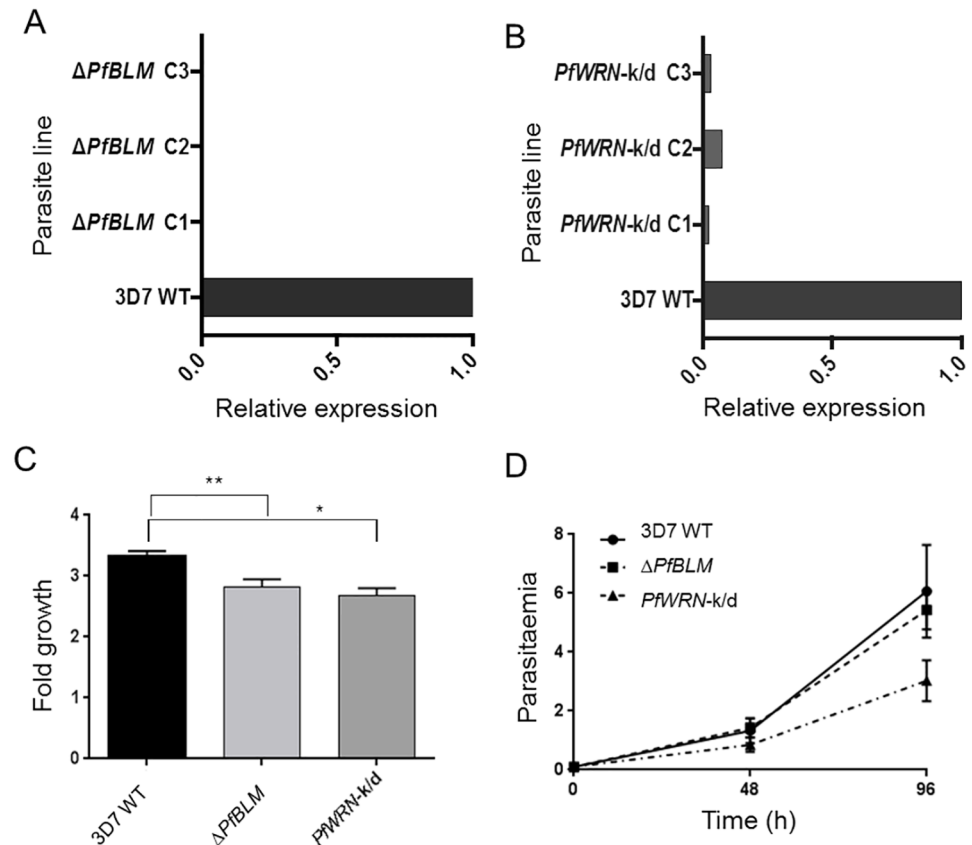 A
Parasite line
ΔPfBLM C3
ΔPfBLM C2
ΔPfBLM C1
3D7 WT
0.0 0.5 1.0
Relative expression
B
Parasite line
PfWRN-k/d C3
PfWRN-k/d C2
PfWRN-k/d C1
3D7 WT
0.0 0.5 1.0
Relative expression
C
**
*
Fold growth
4
3
2
1
0
3D7 WT ΔPfBLM PfWRN-k/d
D
3D7 WT
ΔPfBLM
PfWRN-k/d
Parasitaemia
8
6
4
2
0
0 48 96
Time (h)